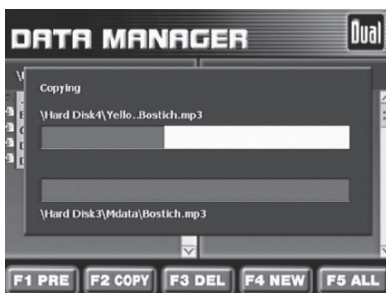 DATA MANAGER
Dual
Copying
\Hard Disk4\Yello..Bostich.mp3
\Hard Disk3\Mdata\Bostich.mp3
F1 PRE
F2 COPY
F3 DEL
F4 NEW
F5 ALL